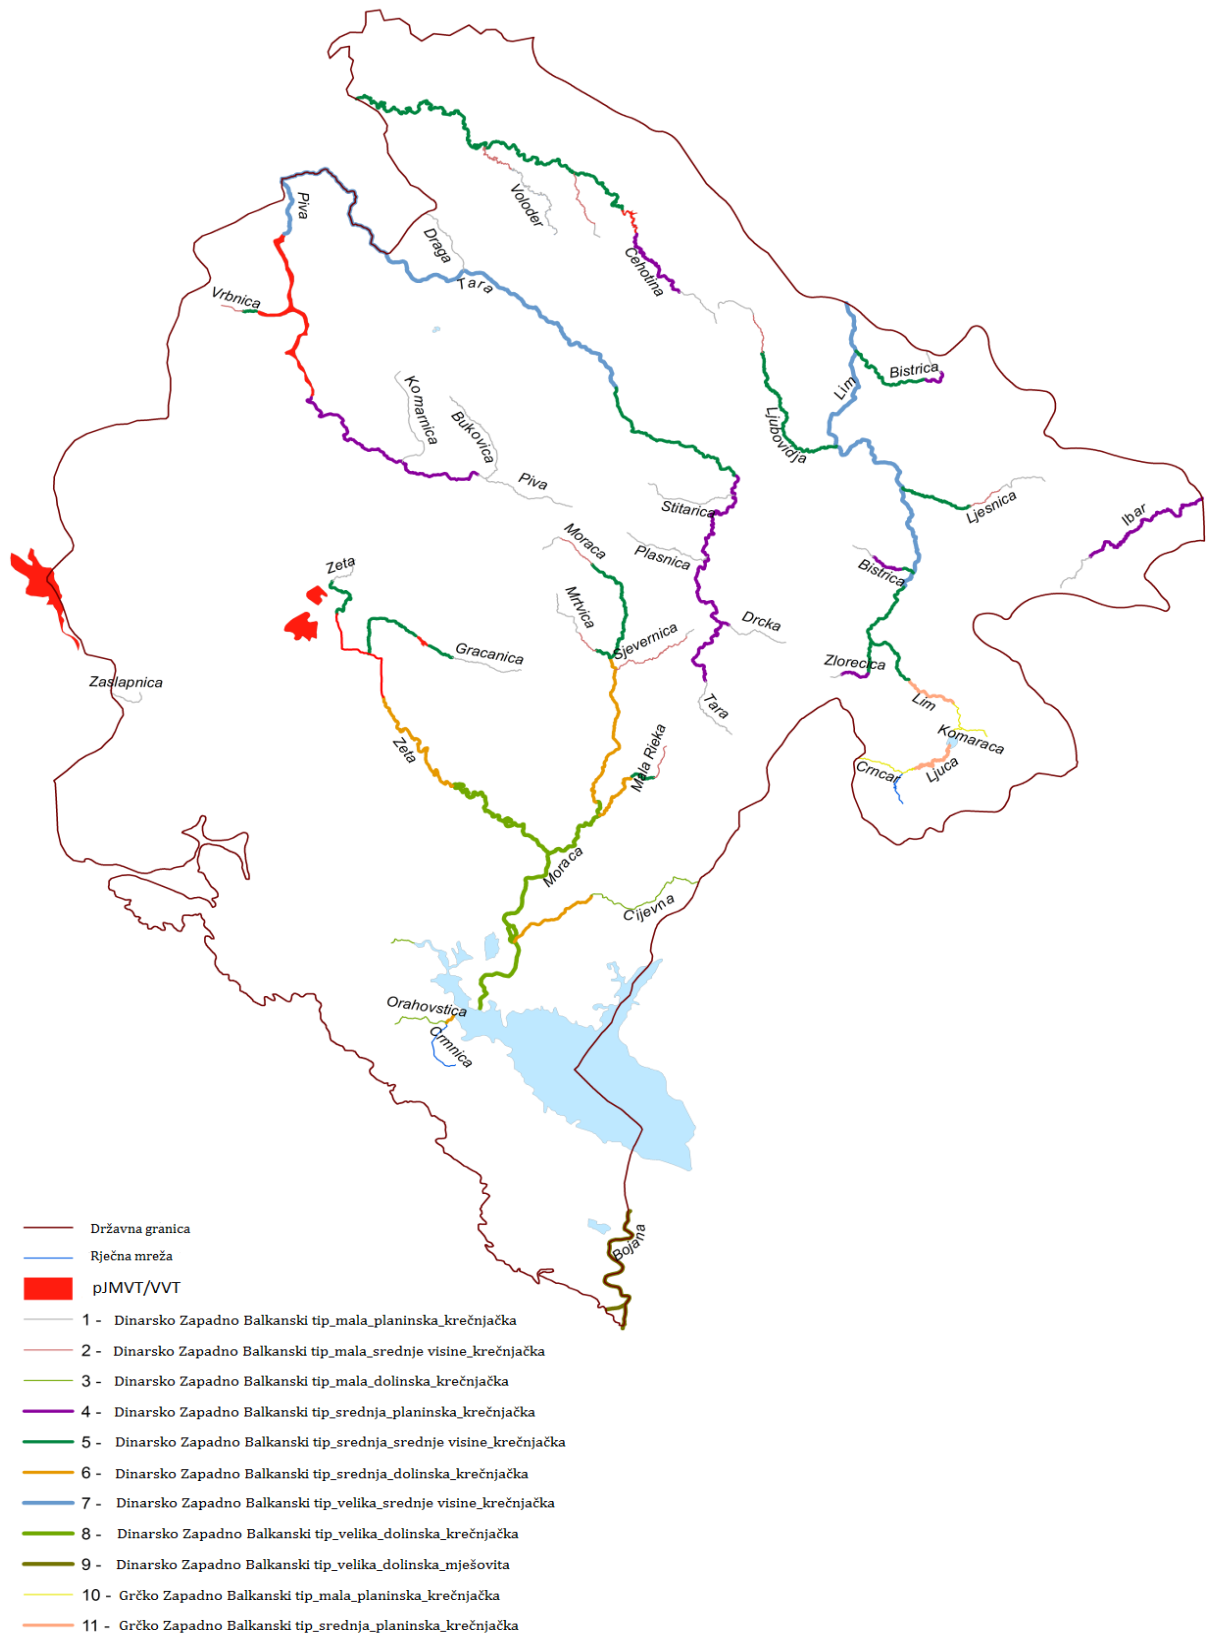 Piva
Voloder
Draga
Cehotina
Tara
Vrbnica
Bistrica
Lim
Komarnica
Bukovica
Ljubovidja
Piva
Stitarica
Ljesnica
Ibar
Moraca
Plasnica
Zeta
Bistrica
Mrtvica
Drcka
Sjevernica
Gracanica
Zlorecica
Zaslapnica
Tara
Lim
Komaraca
Zeta
Mala Rieka
Crncar
Ljuca
Moraca
Cijevna
Orahovstica
Crmnica
Bojana
Državna granica
Rječna mreža
pJMVT/VVT
1 - Dinarsko Zapadno Balkanski tip_mala_planinska_krečnjačka
2 - Dinarsko Zapadno Balkanski tip_mala_srednje visine_krečnjačka
3 - Dinarsko Zapadno Balkanski tip_mala_dolinska_krečnjačka
4 - Dinarsko Zapadno Balkanski tip_srednja_planinska_krečnjačka
5 - Dinarsko Zapadno Balkanski tip_srednja_srednje visine_krečnjačka
6 - Dinarsko Zapadno Balkanski tip_srednja_dolinska_krečnjačka
7 - Dinarsko Zapadno Balkanski tip_velika_srednje visine_krečnjačka
8 - Dinarsko Zapadno Balkanski tip_velika_dolinska_krečnjačka
9 - Dinarsko Zapadno Balkanski tip_velika_dolinska_mješovita
10 - Grčko Zapadno Balkanski tip_mala_planinska_krečnjačka
11 - Grčko Zapadno Balkanski tip_srednja_planinska_krečnjačka